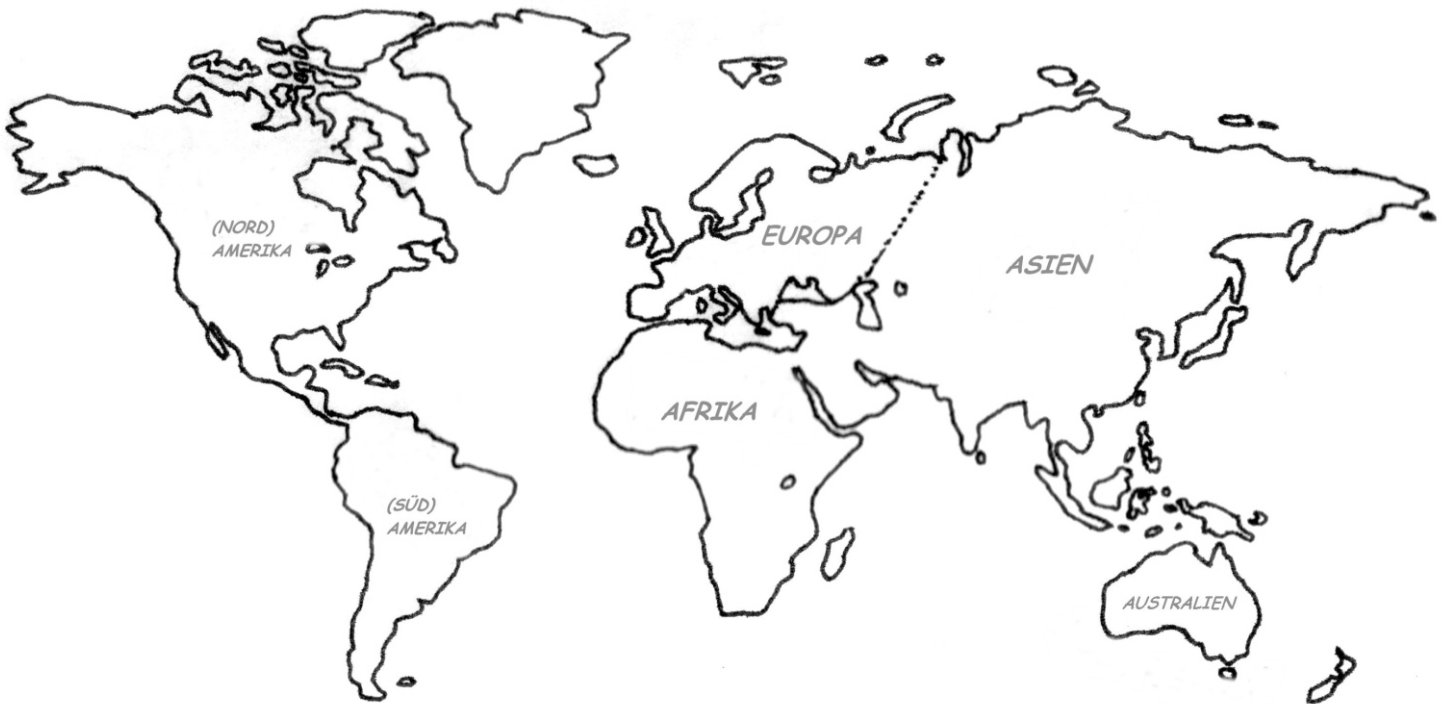 (NORD)
AMERIKA
EUROPA
ASIEN
AFRIKA
(SÜD)
AMERIKA
AUSTRALIEN